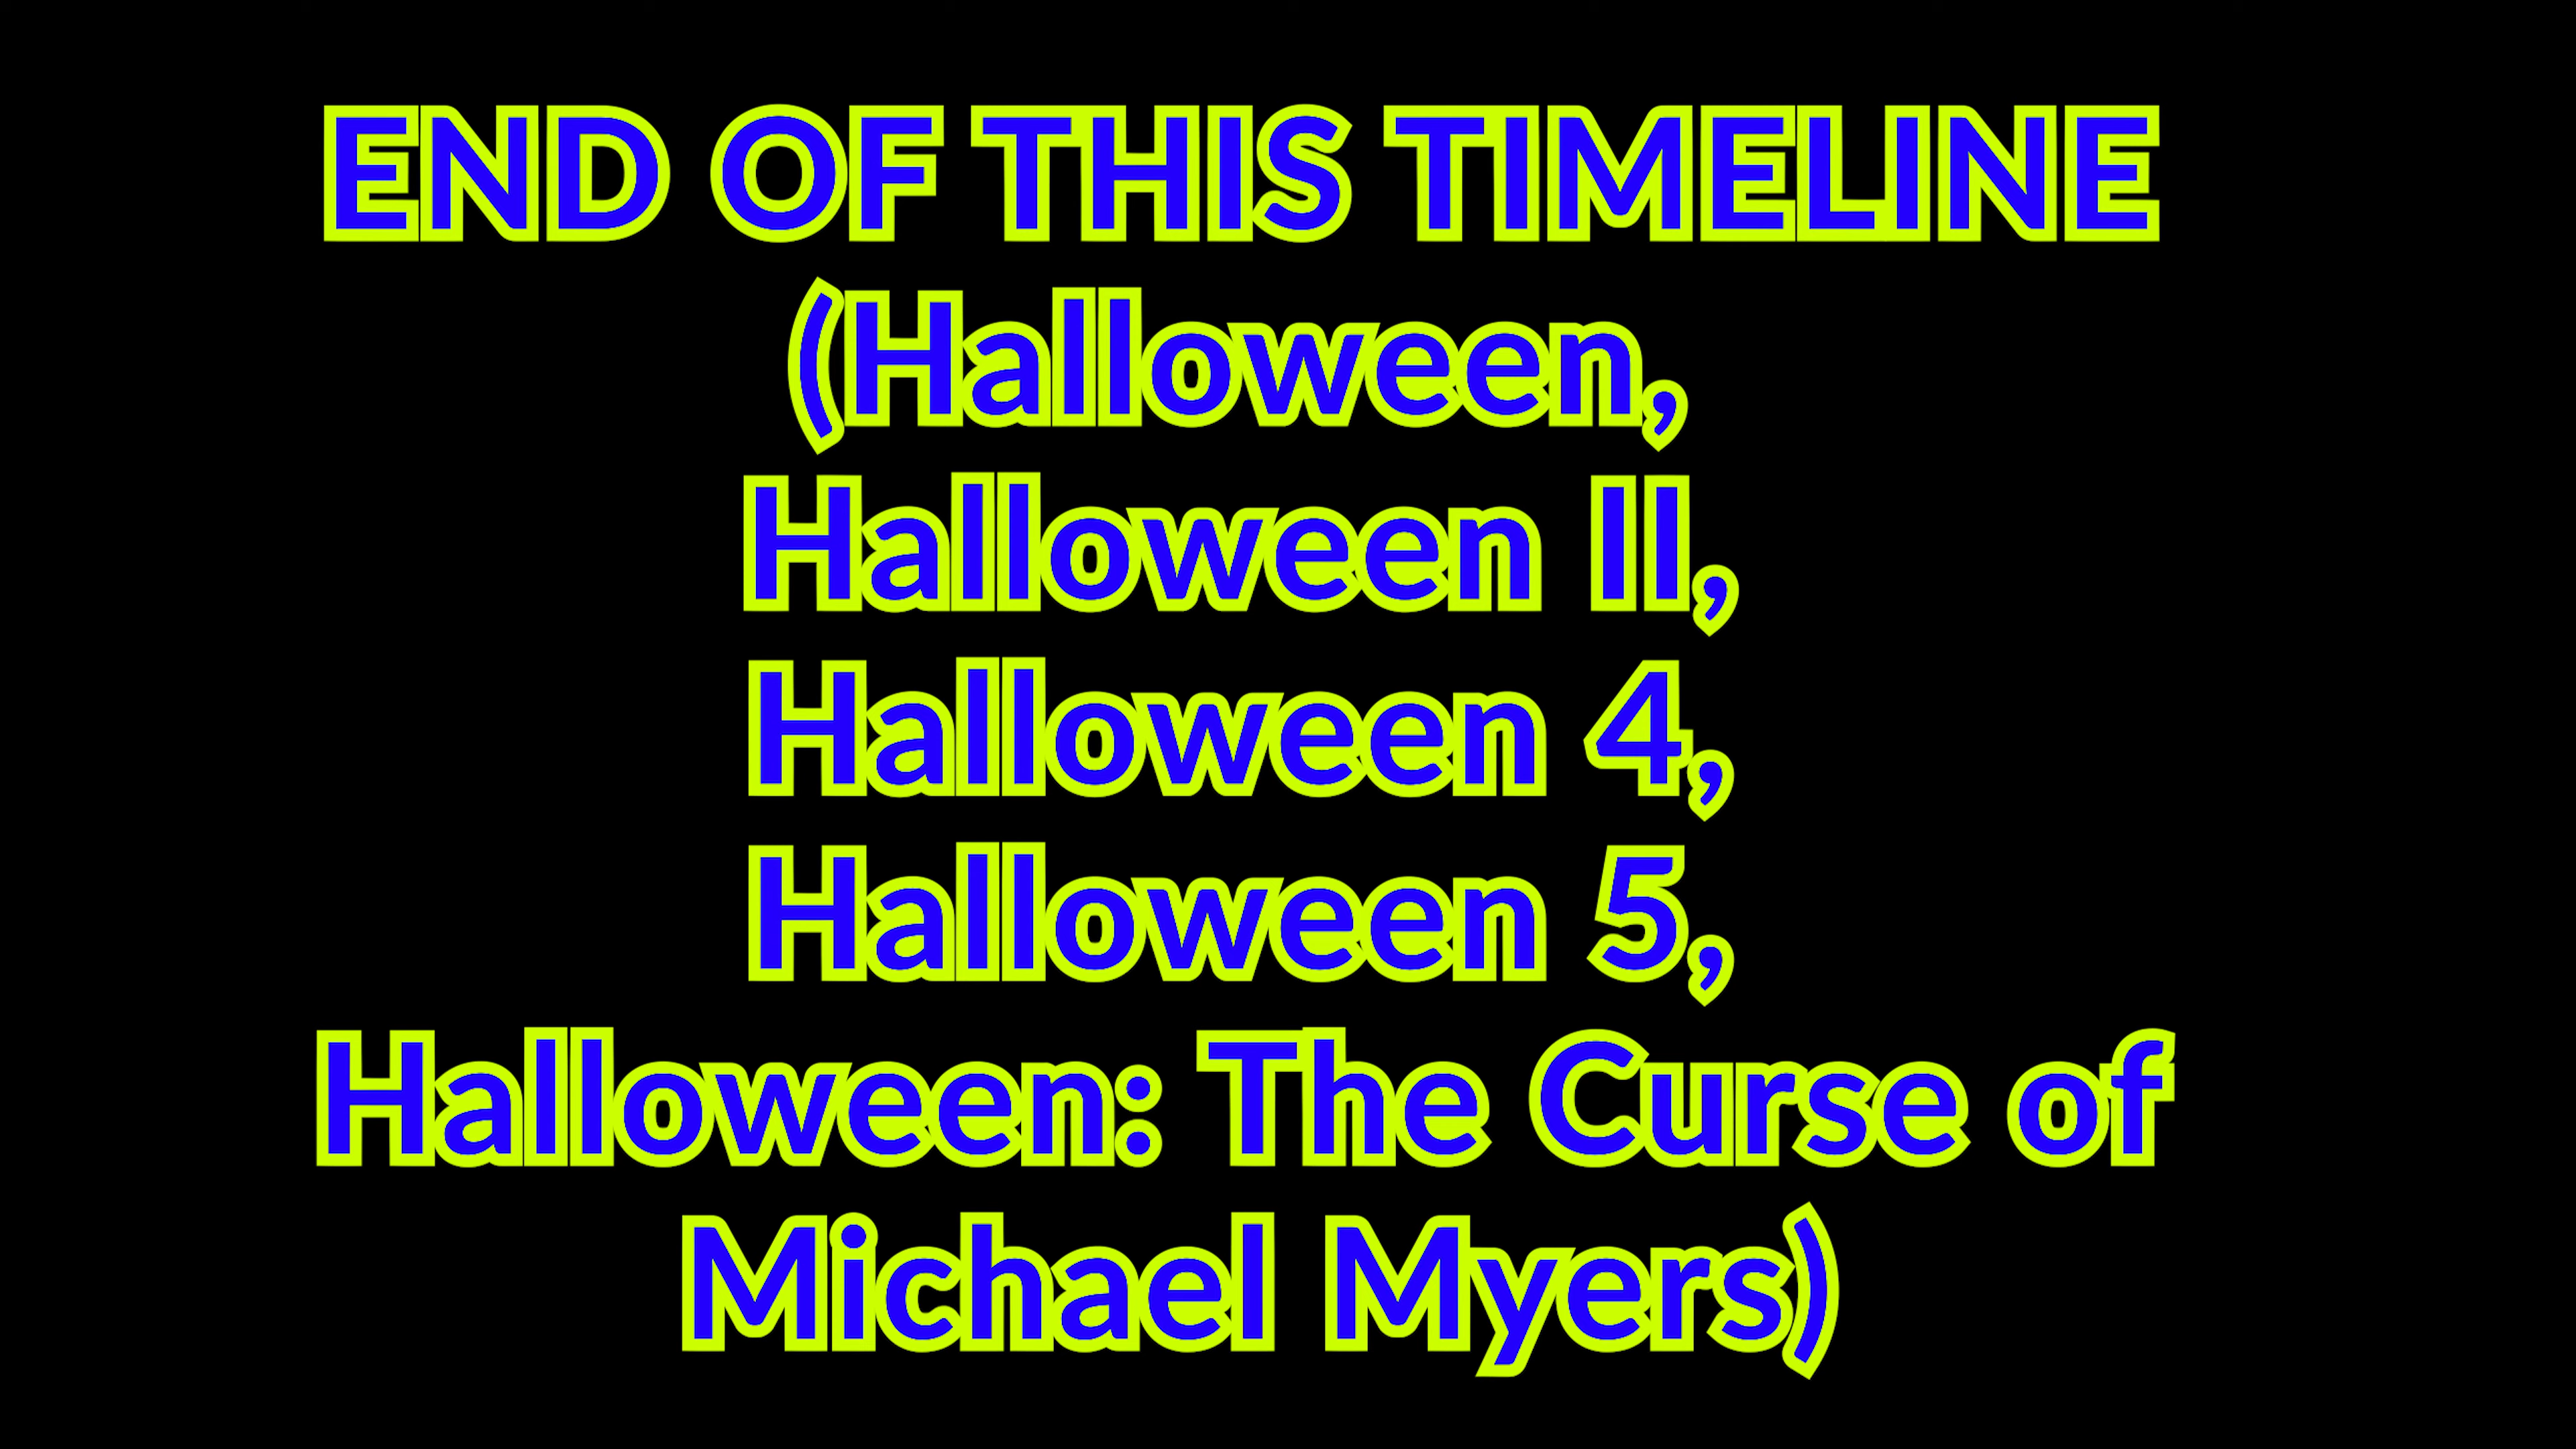 END OF THIS TIMELINE
(Halloween,
Halloween II,
Halloween 4,
Halloween 5,
Halloween: The Curse of
Michael Myers)